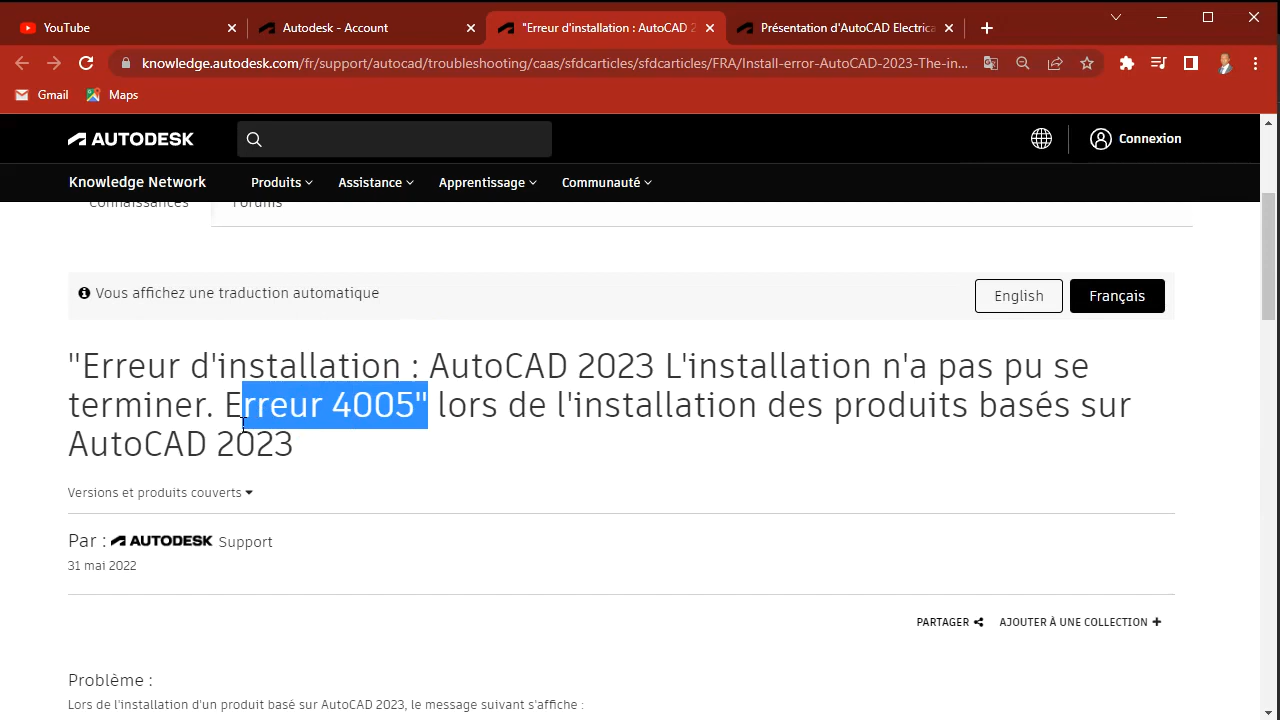 YouTube
Autodesk - Account
"Erreur d'installation : AutoCAD 2
Présentation d'AutoCAD Electrica
knowledge.autodesk.com/fr/support/autocad/troubleshooting/caas/sfdcarticles/sfdcarticles/FRA/Install-error-AutoCAD-2023-The-in...
Gmail
Maps
AUTODESK
Connexion
Knowledge Network
Produits
Assistance
Apprentissage
Communauté
Connaissances
Forums
Vous affichez une traduction automatique
English
Français
"Erreur d'installation : AutoCAD 2023 L'installation n'a pas pu se
terminer. Erreur 4005" lors de l'installation des produits basés sur
AutoCAD 2023
Versions et produits couverts
Par : AUTODESK Support
31 mai 2022
PARTAGER
AJOUTER À UNE COLLECTION
Problème :
Lors de l'installation d'un produit basé sur AutoCAD 2023, le message suivant s'affiche :